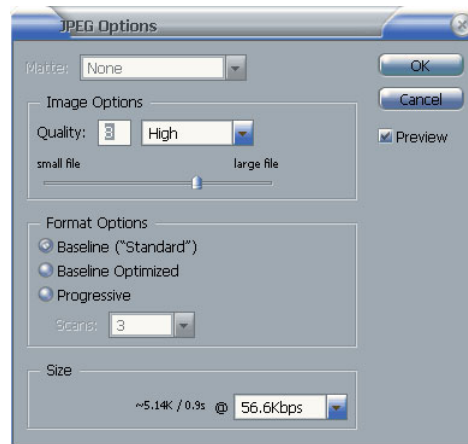 JPEG Options
Matte: None
OK
Image Options
Cancel
Quality: High
Preview
small file large file
Format Options
Baseline ("Standard")
Baseline Optimized
Progressive
Scans: 3
Size
~5.14K / 0.9s @ 56.6Kbps